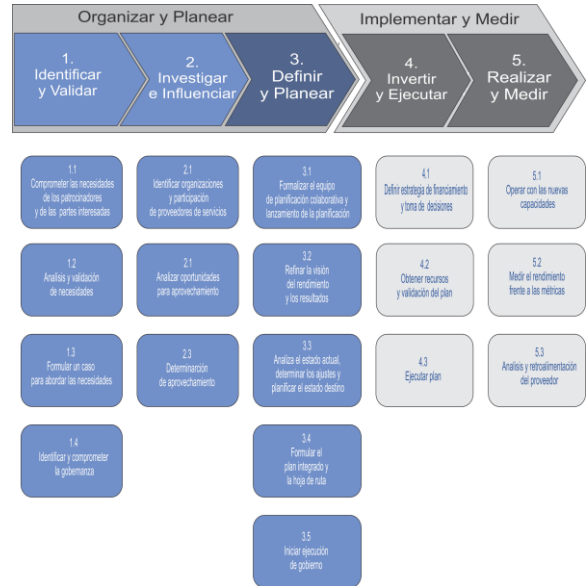 Organizar y Planear
Implementar y Medir
1.
Identificar
y Validar
2.
Investigar
e Influenciar
3.
Definir
y Planear
4.
Invertir
y Ejecutar
5.
Realizar
y Medir
1.1
Comprometer las necesidades
de los patrocinadores
y de las partes interesadas
2.1
Identificar organizaciones
y participación
de proveedores de servicios
3.1
Formalizar el equipo
de planificación colaborativa y
lanzamiento de la planificación
4.1
Definir estrategia de financiamiento
y toma de decisiones
5.1
Operar con las nuevas
capacidades
1.2
Analisis y validación
de necesidades
2.1
Analizar oportunidades
para aprovechamiento
3.2
Refinar la visión
del rendimiento
y los resultados
4.2
Obtener recursos
y validación del plan
5.2
Medir el rendimiento
frente a las métricas
1.3
Formular un caso
para abordar las necesidades
2.3
Determinarción
de aprovechamiento
3.3
Analiza el estado actual,
determinar los ajustes y
planificar el estado destino
4.3
Ejecutar plan
5.3
Analisis y retroalimentación
del proveedor
1.4
Identificar y comprometer
la gobernanza
3.4
Formular el
plan integrado y
la hoja de ruta
3.5
Iniciar ejecución
de gobierno